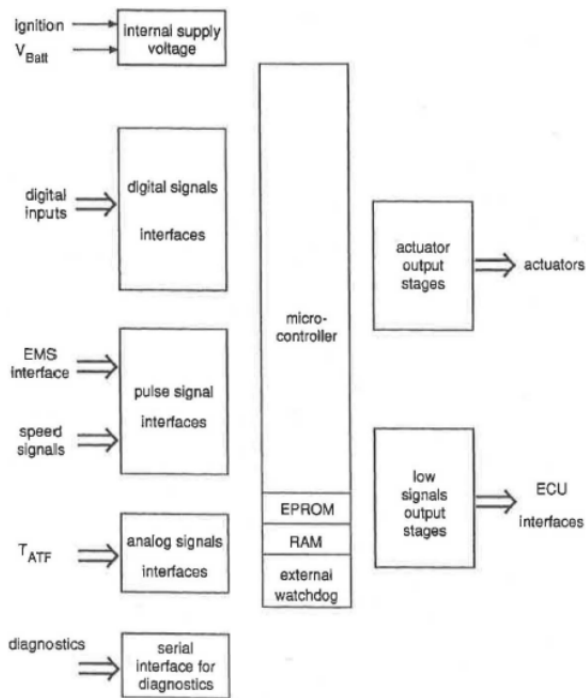 ignition
V_Batt
internal supply
voltage
digital
inputs
digital signals
interfaces
EMS
interface
speed
signals
pulse signal
interfaces
T_ATF
analog signals
interfaces
diagnostics
serial
interface for
diagnostics
micro-
controller
EPROM
RAM
external
watchdog
actuator
output
stages
actuators
low
signals
output
stages
ECU
interfaces